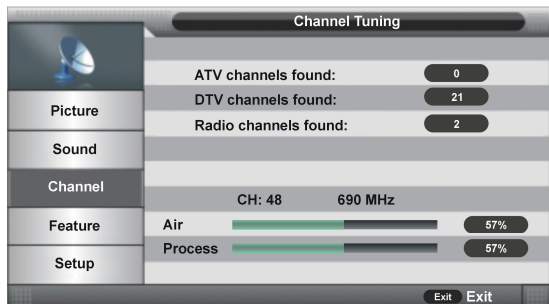 Channel Tuning
ATV channels found: 0
DTV channels found: 21
Radio channels found: 2
Picture
Sound
Channel
Feature
Setup
CH: 48 690 MHz
Air 57%
Process 57%
Exit Exit